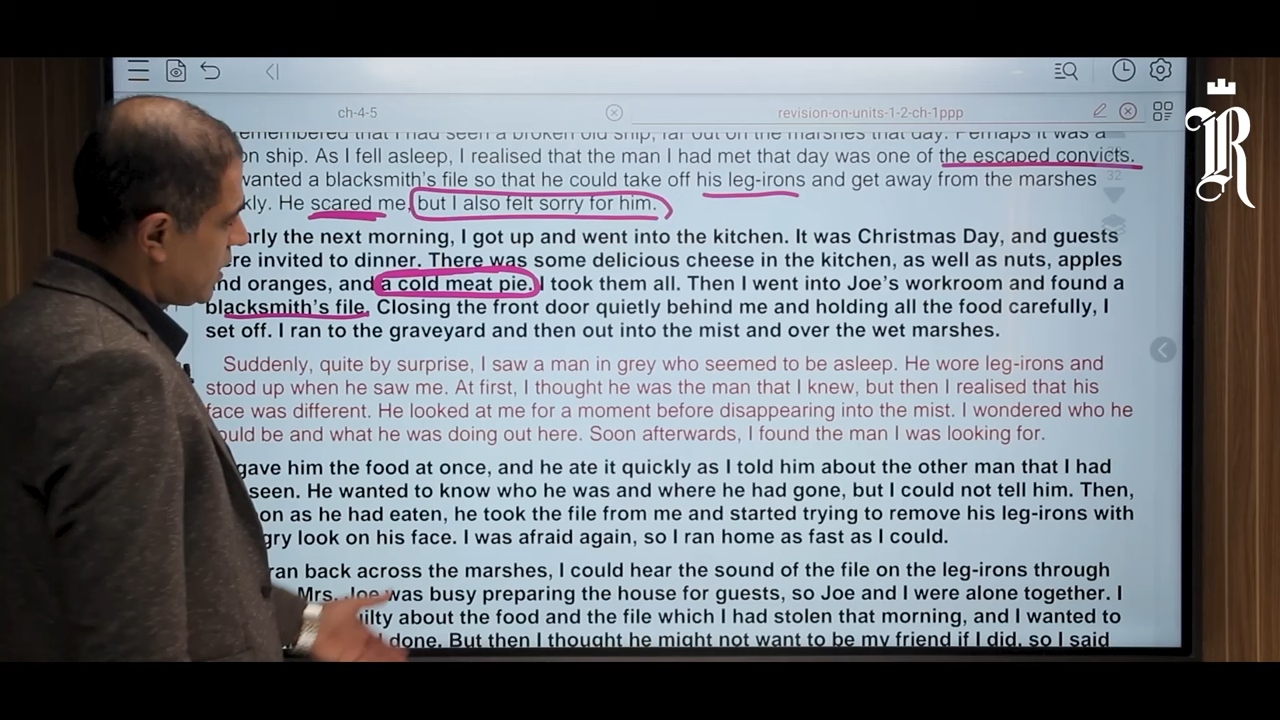 ch-4-5
revision-on-units-1-2-ch-1ppp
emembered that I had seen a broken old ship, far out on the marshes that day. Perhaps it was a
on ship. As I fell asleep, I realised that the man I had met that day was one of the escaped convicts.
wanted a blacksmith's file so that he could take off his leg-irons and get away from the marshes
32
kly. He scared me, but I also felt sorry for him.
arly the next morning, I got up and went into the kitchen. It was Christmas Day, and guests
re invited to dinner. There was some delicious cheese in the kitchen, as well as nuts, apples
nd oranges, and a cold meat pie. I took them all. Then I went into Joe's workroom and found a
blacksmith's file. Closing the front door quietly behind me and holding all the food carefully, I
set off. I ran to the graveyard and then out into the mist and over the wet marshes.
Suddenly, quite by surprise, I saw a man in grey who seemed to be asleep. He wore leg-irons and
stood up when he saw me. At first, I thought he was the man that I knew, but then I realised that his
face was different. He looked at me for a moment before disappearing into the mist. I wondered who he
ould be and what he was doing out here. Soon afterwards, I found the man I was looking for.
gave him the food at once, and he ate it quickly as I told him about the other man that I had
seen. He wanted to know who he was and where he had gone, but I could not tell him. Then,
on as he had eaten, he took the file from me and started trying to remove his leg-irons with
gry look on his face. I was afraid again, so I ran home as fast as I could.
ran back across the marshes, I could hear the sound of the file on the leg-irons through
Mrs. Joe was busy preparing the house for guests, so Joe and I were alone together. I
ilty about the food and the file which I had stolen that morning, and I wanted to
done. But then I thought he might not want to be my friend if I did, so I said
R